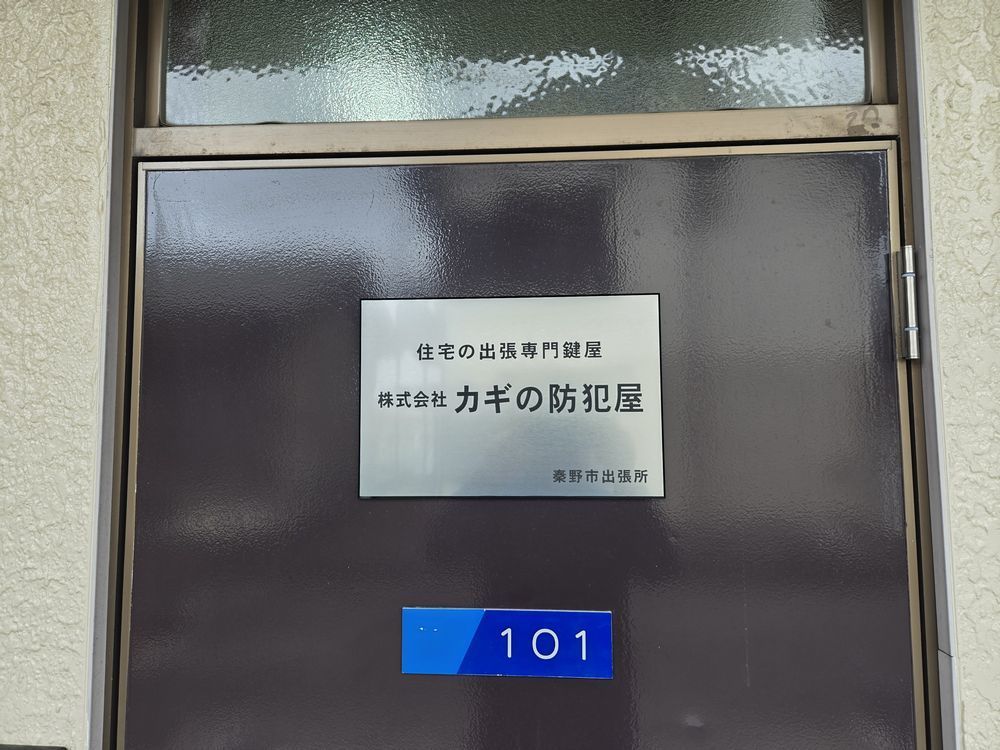 住宅の出張専門鍵屋
株式会社 カギの防犯屋
秦野市出張所
101